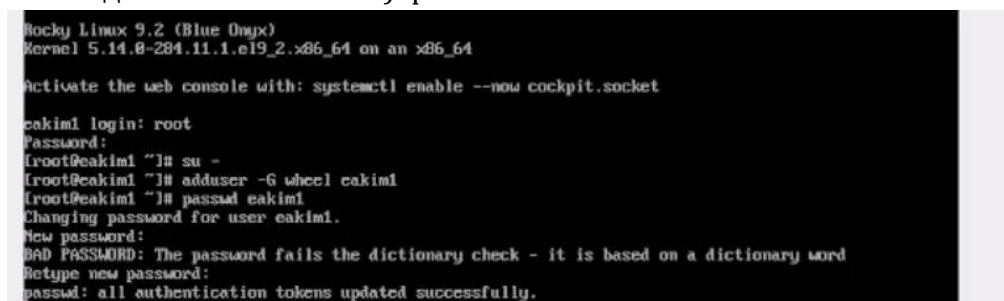 Rocky Linux 9.2 (Blue Onyx)
Kernel 5.14.0-284.11.1.el9_2.x86_64 on an x86_64
Activate the web console with: systemctl enable --now cockpit.socket
eakim1 login: root
Password:
[root@eakim1 ~]# su -
[root@eakim1 ~]# adduser -G wheel eakim1
[root@eakim1 ~]# passwd eakim1
Changing password for user eakim1.
New password:
BAD PASSWORD: The password fails the dictionary check - it is based on a dictionary word
Retype new password:
passwd: all authentication tokens updated successfully.